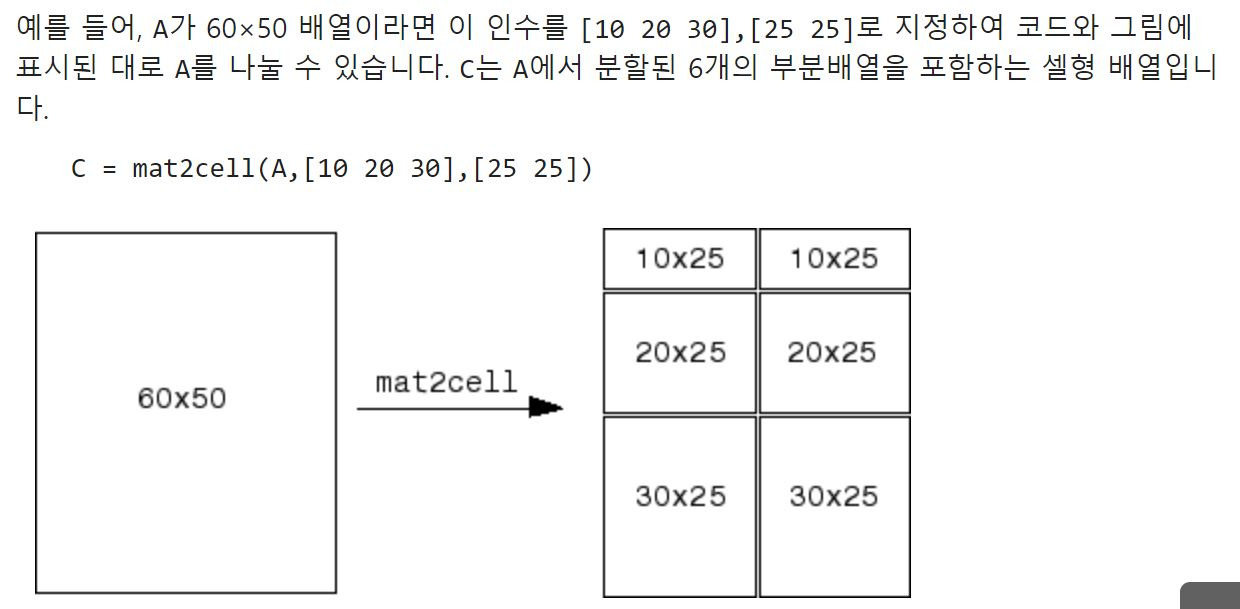 예를 들어, A가 60×50 배열이라면 이 인수를 [10 20 30],[25 25]로 지정하여 코드와 그림에
표시된 대로 A를 나눌 수 있습니다. C는 A에서 분할된 6개의 부분배열을 포함하는 셀형 배열입니
다.
C = mat2cell(A,[10 20 30],[25 25])
60x50
mat2cell
10x25 10x25
20x25 20x25
30x25 30x25